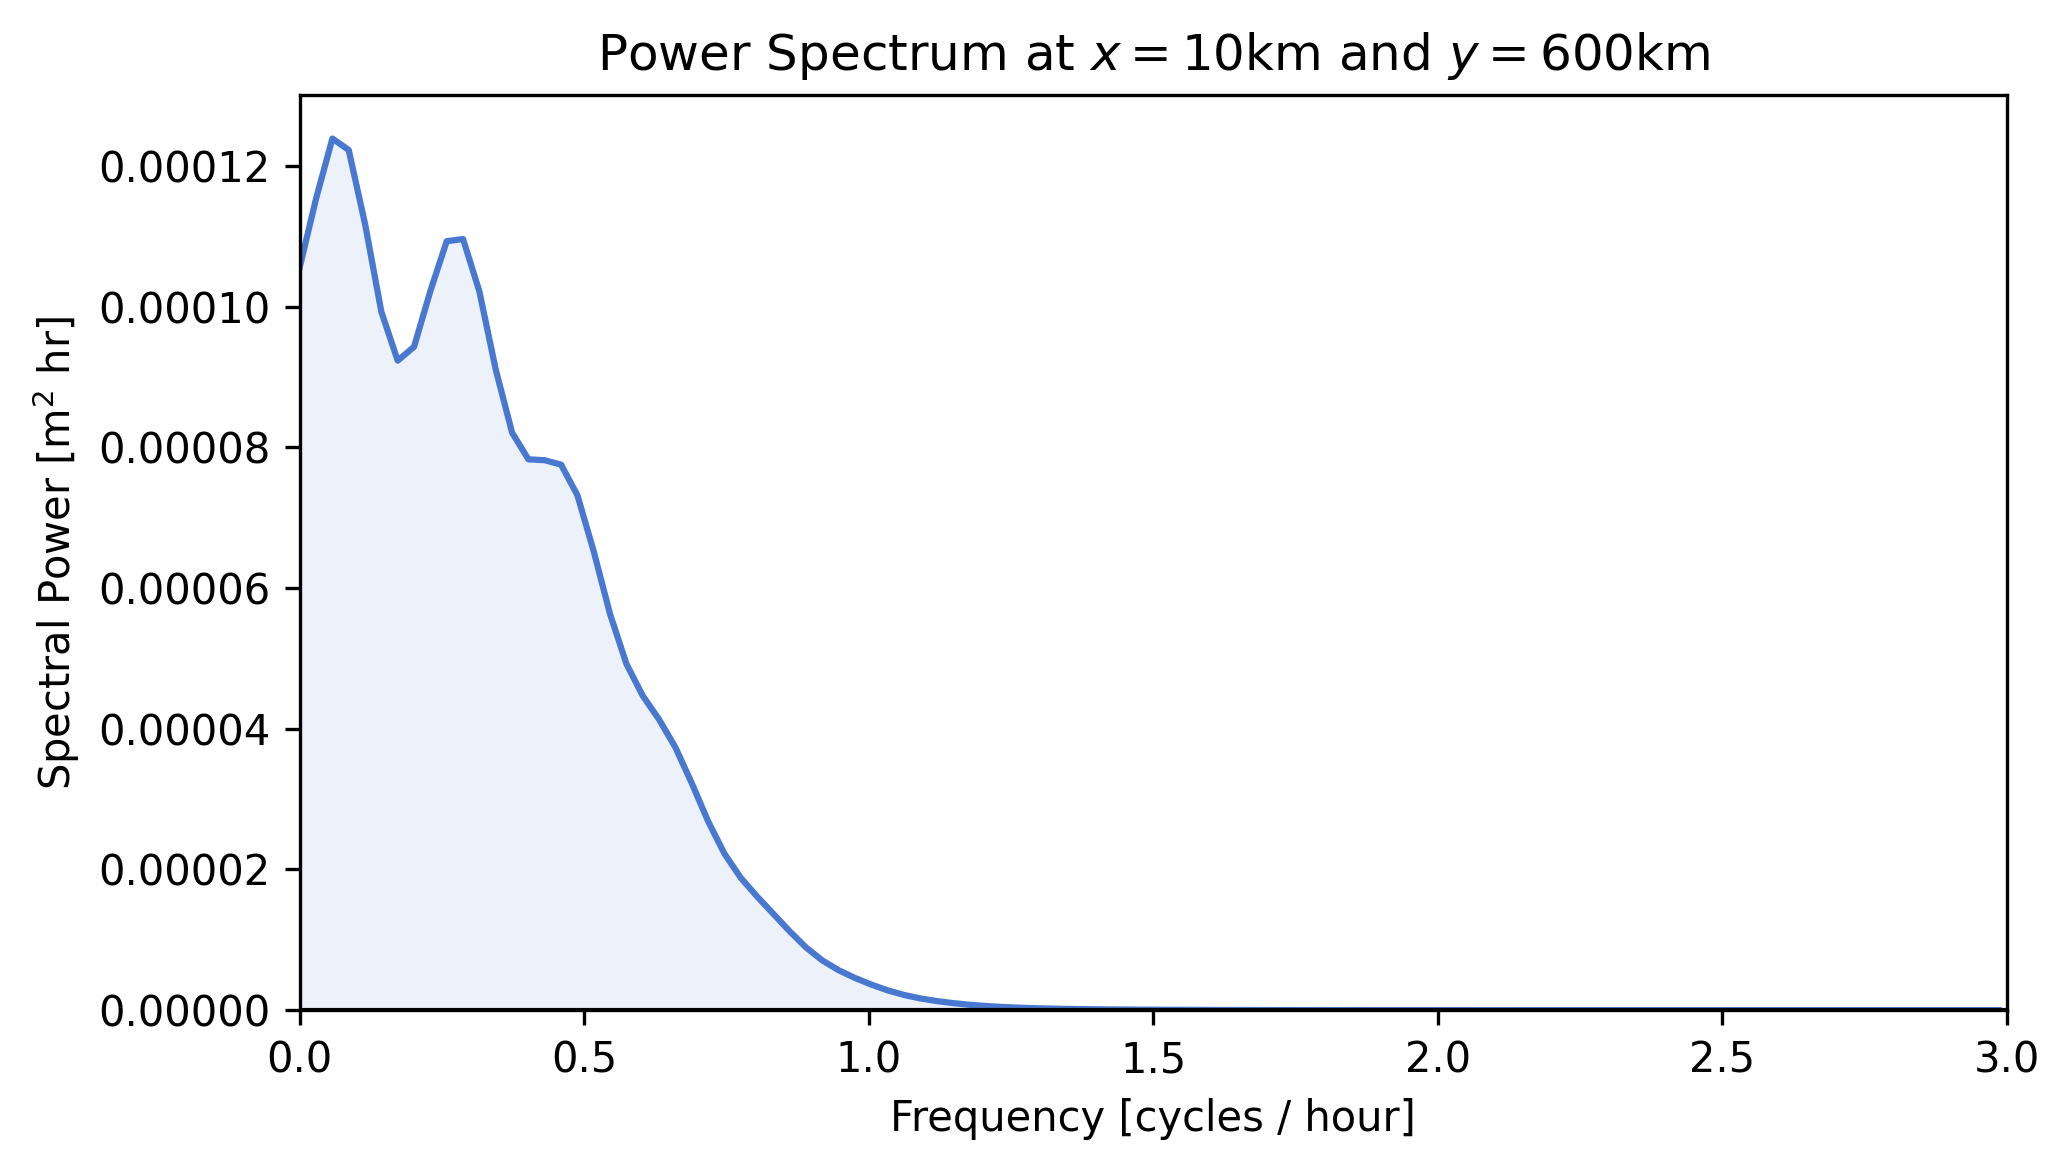 Power Spectrum at x = 10km and y = 600km
0.00012
0.00010
0.00008
0.00006
0.00004
0.00002
0.00000
Spectral Power [m² hr]
0.0 0.5 1.0 1.5 2.0 2.5 3.0
Frequency [cycles / hour]